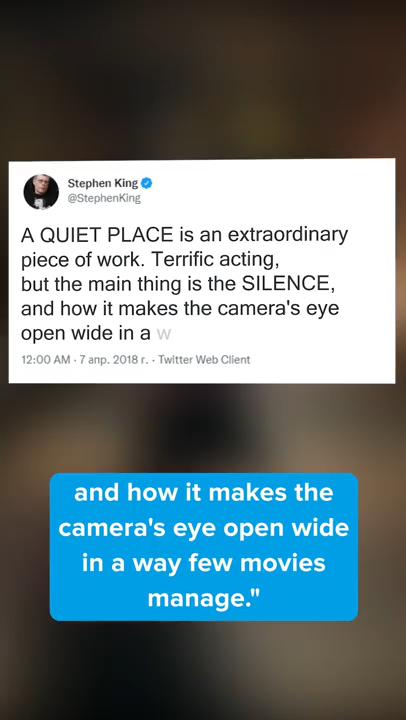 Stephen King
@StephenKing
A QUIET PLACE is an extraordinary
piece of work. Terrific acting,
but the main thing is the SILENCE,
and how it makes the camera's eye
open wide in a w
12:00 AM · 7 апр. 2018 г. · Twitter Web Client
and how it makes the
camera's eye open wide
in a way few movies
manage."